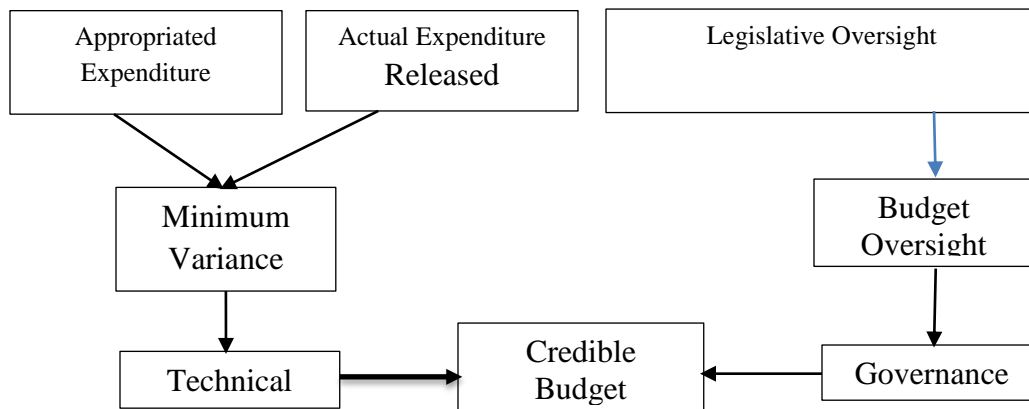 Appropriated
Expenditure
Actual Expenditure
Released
Legislative Oversight
Minimum
Variance
Budget
Oversight
Technical
Credible
Budget
Governance